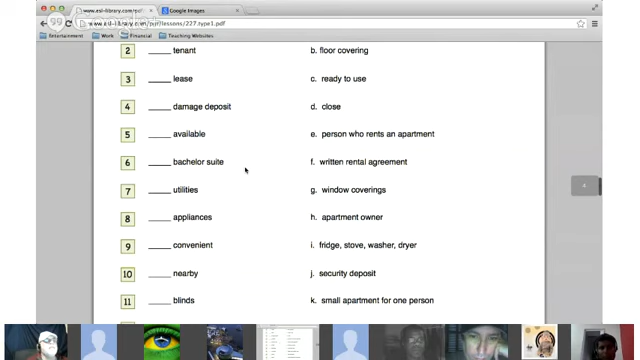 www.esl-library.com/pdf/
Google Images
www.esl-library.com/pdf/lessons/227.type1.pdf
Entertainment Work Financial Teaching Websites
2 _____ tenant b. floor covering
3 _____ lease c. ready to use
4 _____ damage deposit d. close
5 _____ available e. person who rents an apartment
6 _____ bachelor suite f. written rental agreement
7 _____ utilities g. window coverings
8 _____ appliances h. apartment owner
9 _____ convenient i. fridge, stove, washer, dryer
10 _____ nearby j. security deposit
11 _____ blinds k. small apartment for one person
4